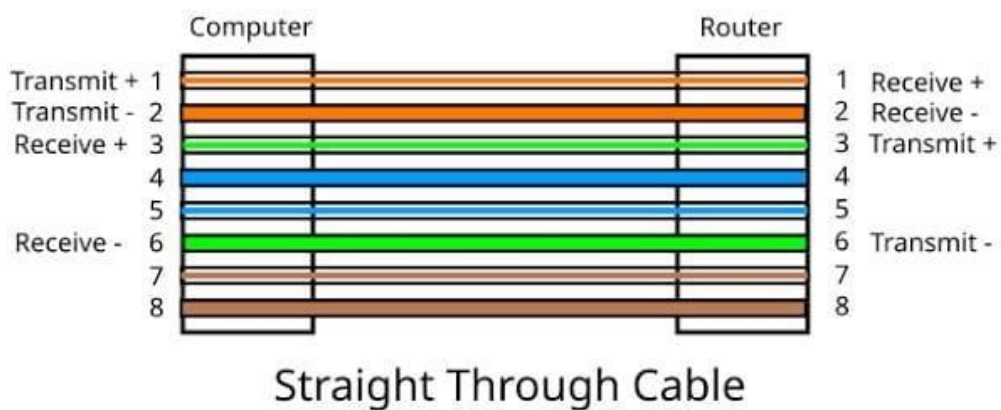 Computer Router
Transmit + 1 1 Receive +
Transmit - 2 2 Receive -
Receive + 3 3 Transmit +
4 4
5 5
Receive - 6 6 Transmit -
7 7
8 8
Straight Through Cable